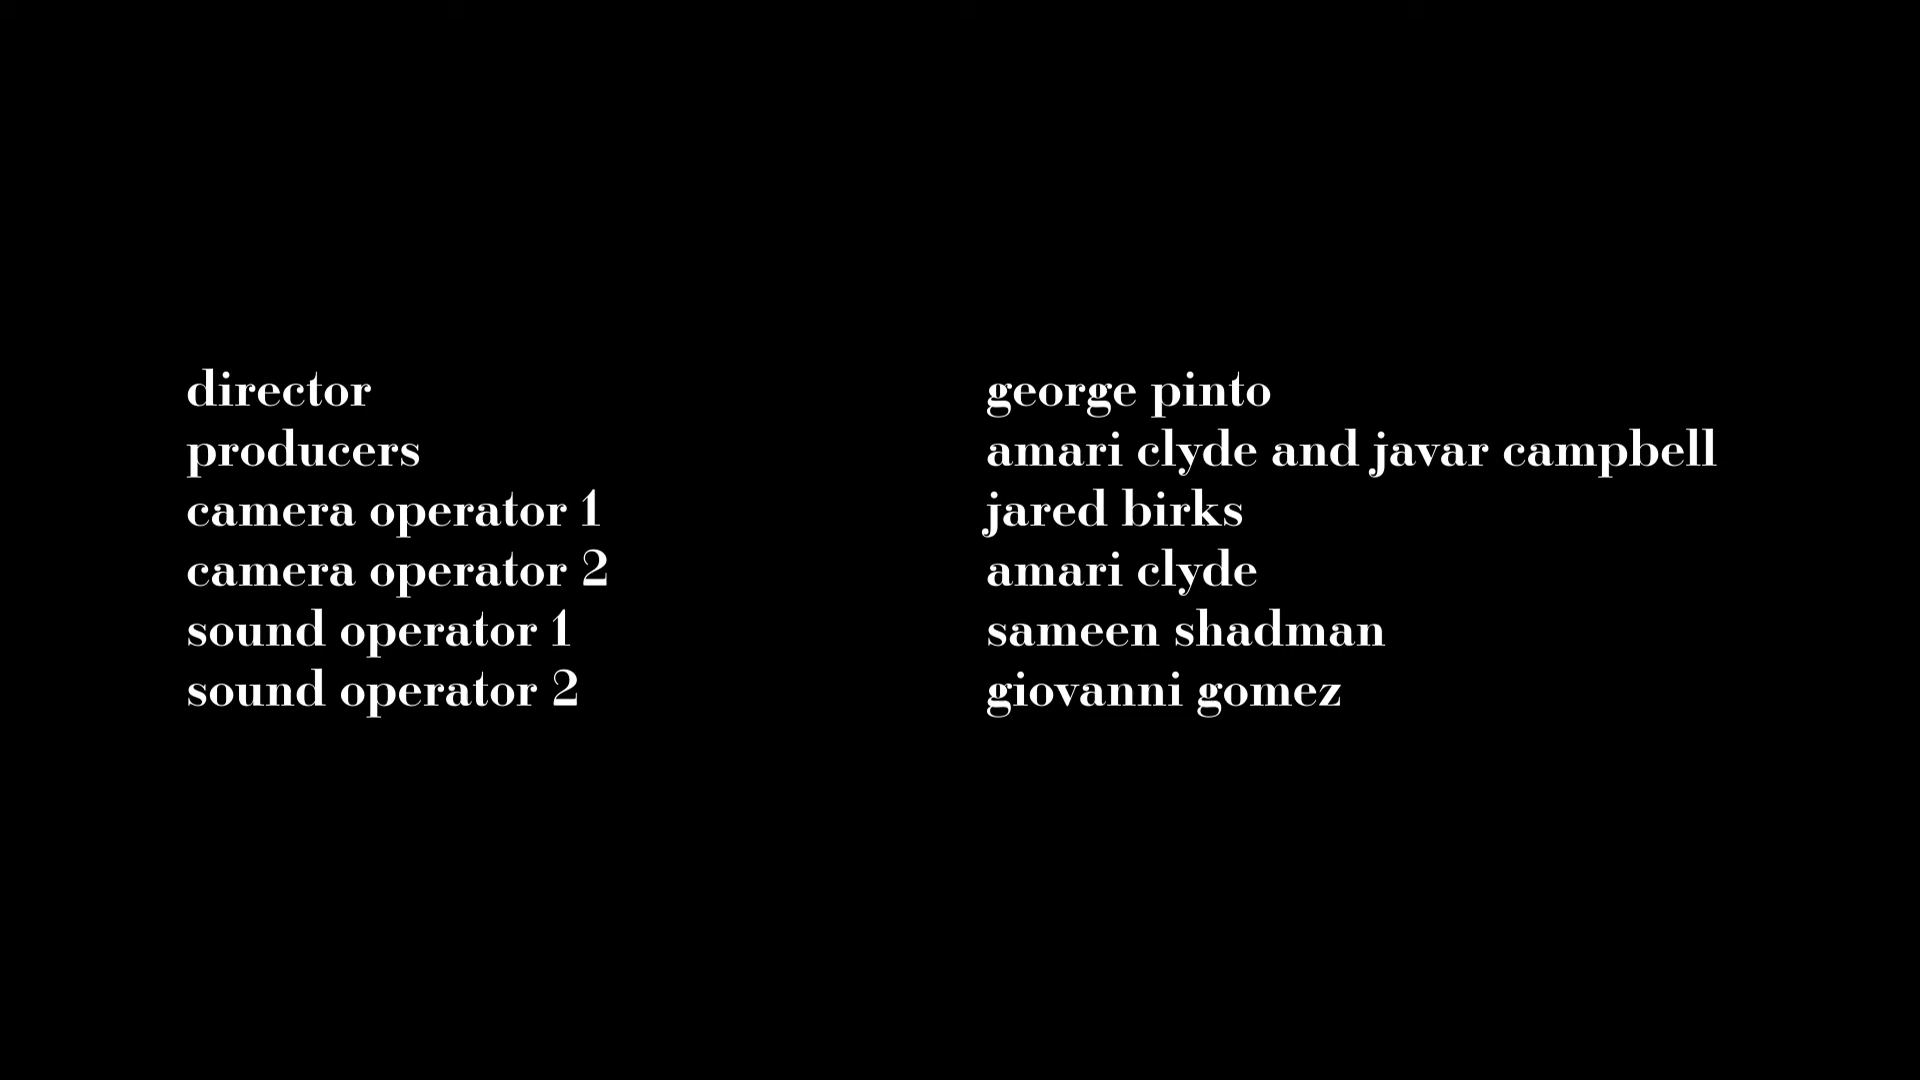 director george pinto
producers amari clyde and javar campbell
camera operator 1 jared birks
camera operator 2 amari clyde
sound operator 1 sameen shadman
sound operator 2 giovanni gomez